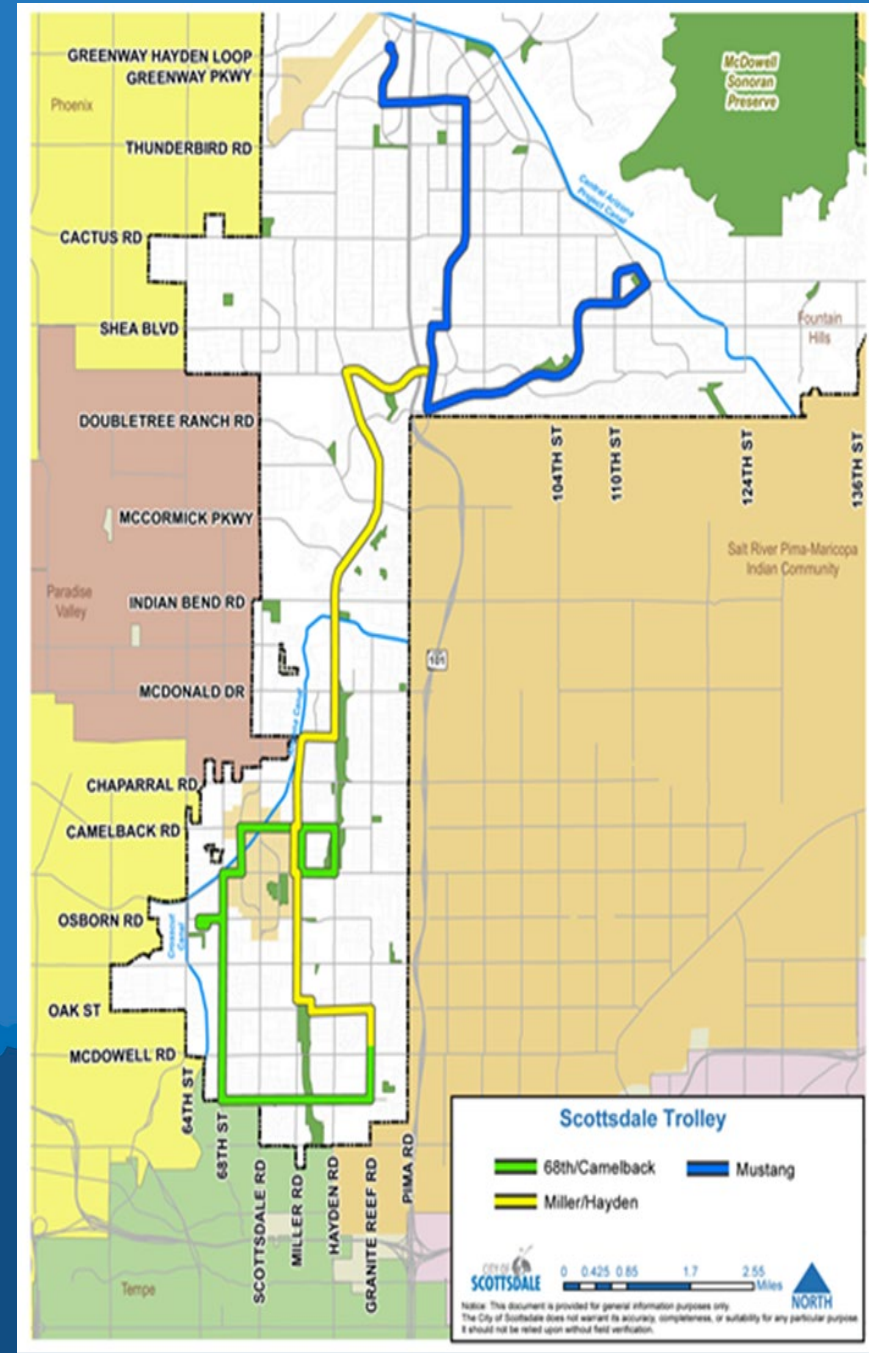 GREENWAY HAYDEN LOOP
GREENWAY PKWY
Phoenix
THUNDERBIRD RD
CACTUS RD
SHEA BLVD
DOUBLETREE RANCH RD
MCCORMICK PKWY
INDIAN BEND RD
Paradise
Valley
MCDONALD DR
CHAPARRAL RD
CAMELBACK RD
OSBORN RD
OAK ST
MCDOWELL RD
McDowell
Sonoran
Preserve
Central Arizona
Project Canal
Fountain
Hills
104TH ST
110TH ST
124TH ST
136TH ST
Salt River Pima-Maricopa
Indian Community
101
Canal
Crosscut
Canal
64TH ST
68TH ST
SCOTTSDALE RD
MILLER RD
HAYDEN RD
GRANITE REEF RD
PIMA RD
Tempe
Scottsdale Trolley
68th/Camelback
Mustang
Miller/Hayden
CITY OF
SCOTTSDALE
0 0.425 0.85 1.7 2.55
Miles
NORTH
Notice: This document is provided for general information purposes only.
The City of Scottsdale does not warrant its accuracy, completeness, or suitability for any particular purpose.
It should not be relied upon without field verification.